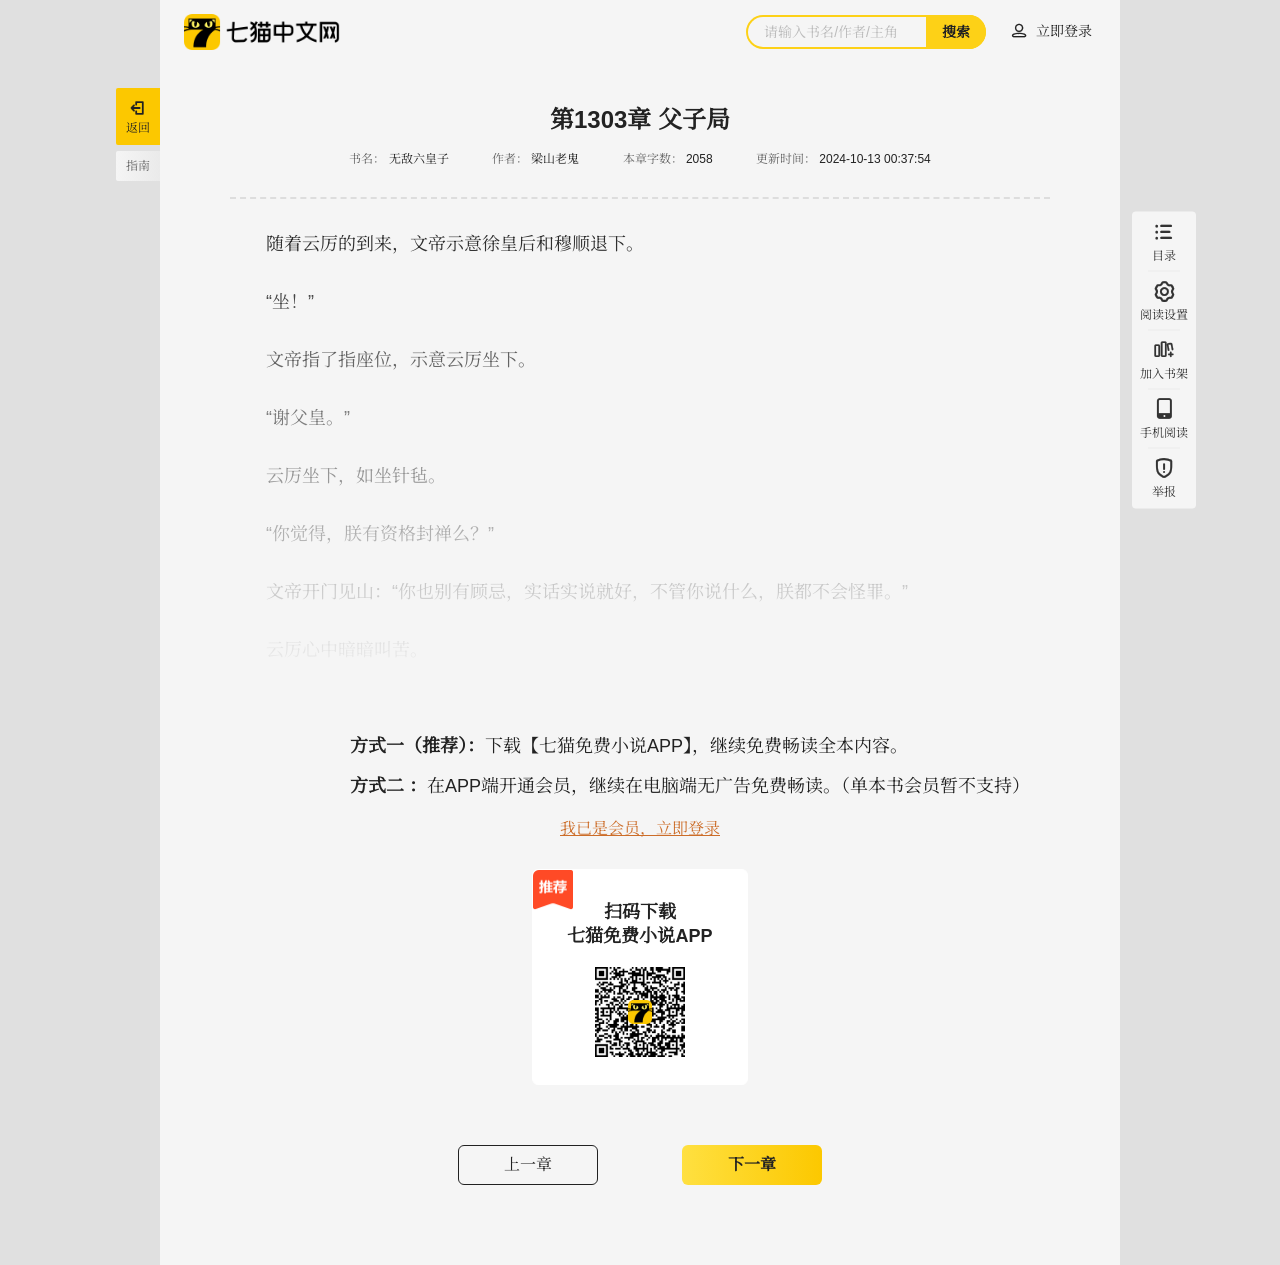 七猫中文网
请输入书名/作者/主角
搜索
立即登录
返回
指南
第1303章 父子局
书名： 无敌六皇子 作者： 梁山老鬼 本章字数： 2058 更新时间： 2024-10-13 00:37:54
随着云厉的到来，文帝示意徐皇后和穆顺退下。
“坐！”
文帝指了指座位，示意云厉坐下。
“谢父皇。”
云厉坐下，如坐针毡。
“你觉得，朕有资格封禅么？”
文帝开门见山：“你也别有顾忌，实话实说就好，不管你说什么，朕都不会怪罪。”
云厉心中暗暗叫苦。
目录
阅读设置
加入书架
手机阅读
举报
方式一（推荐）：下载【七猫免费小说APP】，继续免费畅读全本内容。
方式二 ：在APP端开通会员，继续在电脑端无广告免费畅读。（单本书会员暂不支持）
我已是会员，立即登录
推荐
扫码下载
七猫免费小说APP
上一章
下一章